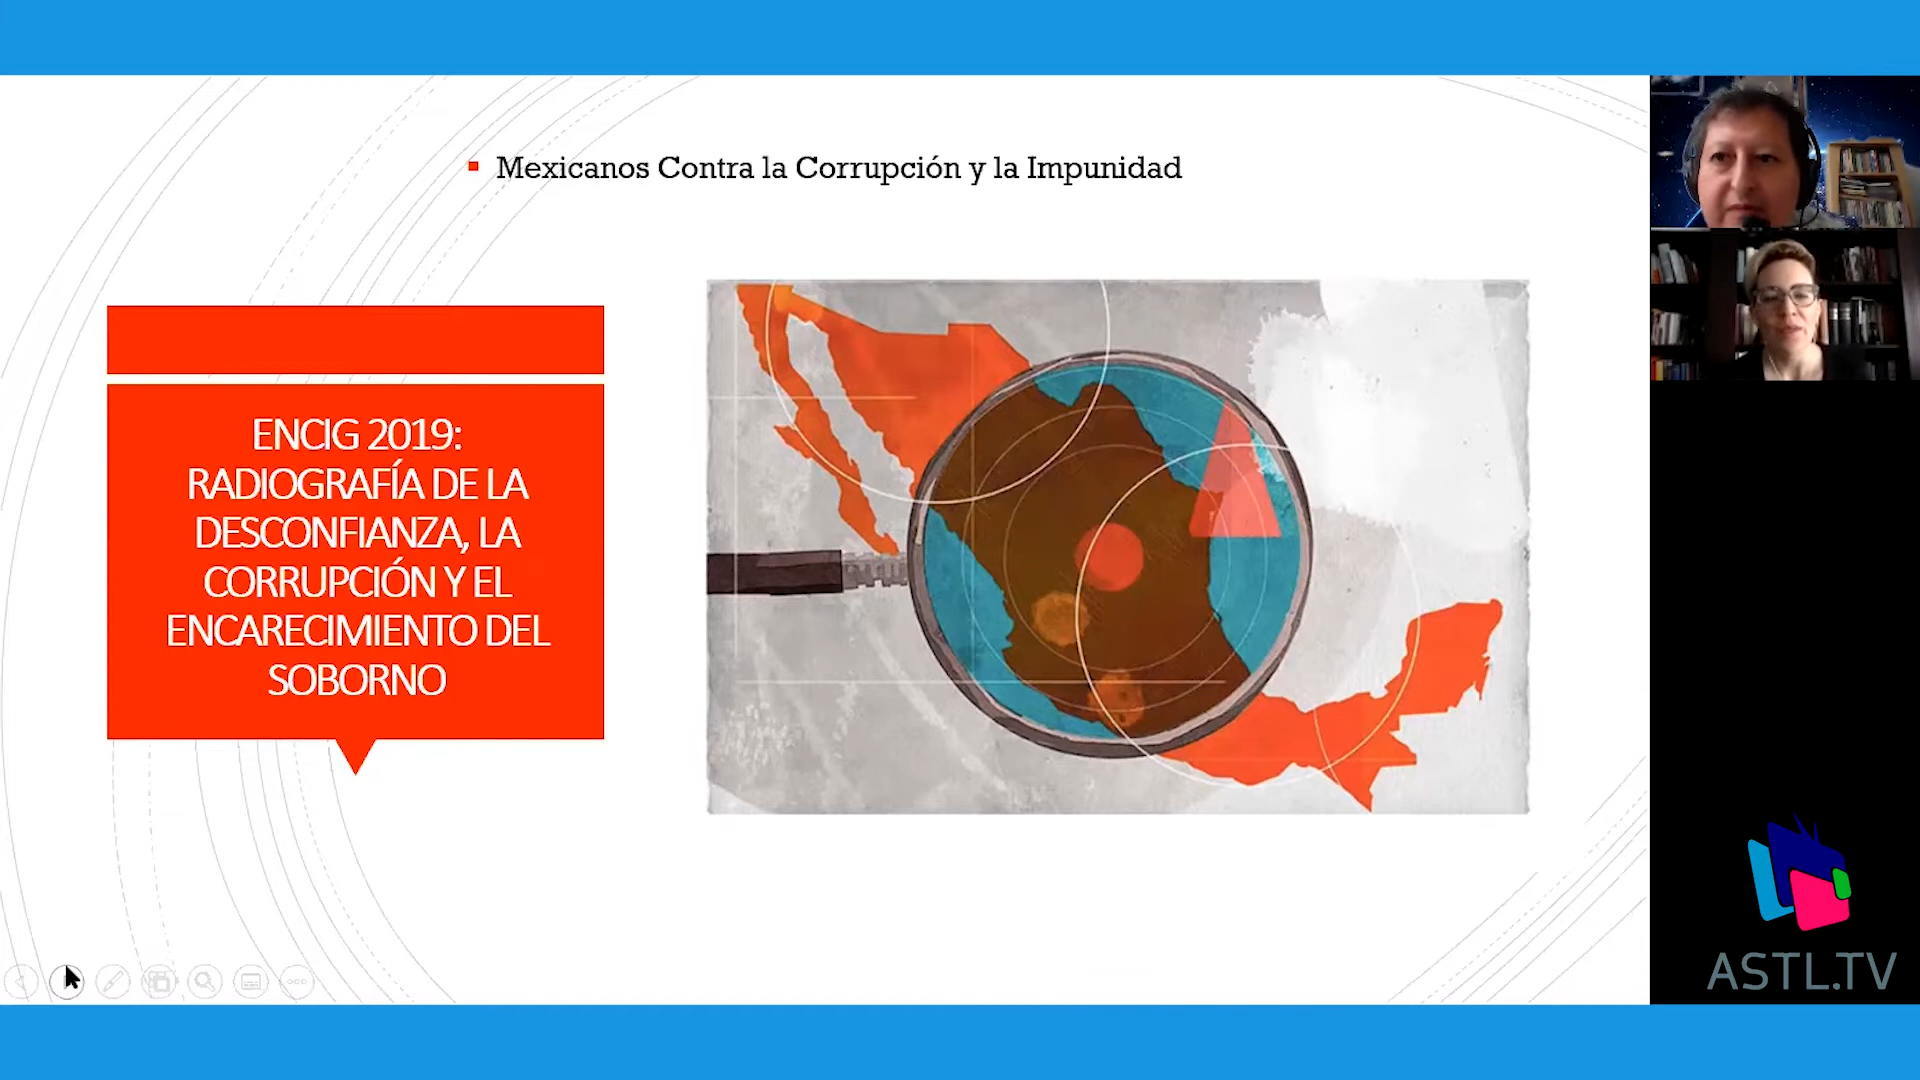 Mexicanos Contra la Corrupción y la Impunidad
ENCIG 2019:
RADIOGRAFÍA DE LA
DESCONFIANZA, LA
CORRUPCIÓN Y EL
ENCARECIMIENTO DEL
SOBORNO
ASTL.TV